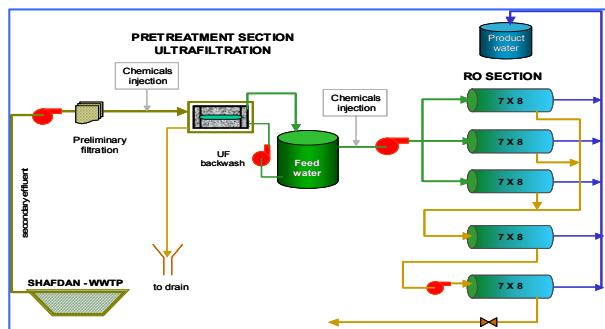 PRETREATMENT SECTION
ULTRAFILTRATION
Product
water
Chemicals
injection
RO SECTION
Chemicals
injection
7 X 8
Preliminary
filtration
UF
backwash
Feed
water
7 X 8
7 X 8
secondary effluent
7 X 8
SHAFDAN - WWTP
to drain
7 X 8